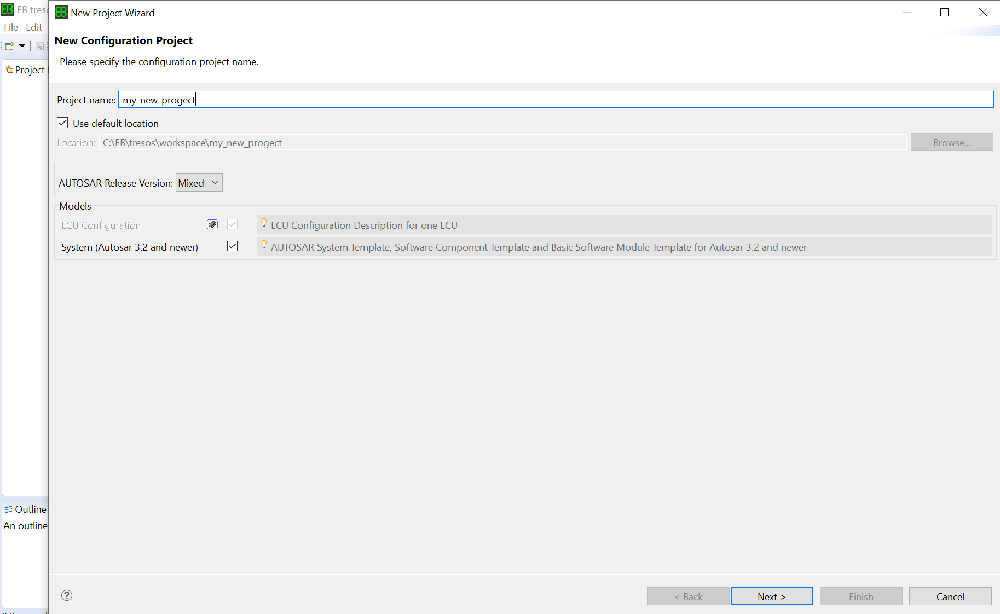 EB tres
New Project Wizard
File Edit
New Configuration Project
Please specify the configuration project name.
Project
Project name: my_new_progect
Use default location
Location: C:\EB\tresos\workspace\my_new_progect Browse...
AUTOSAR Release Version: Mixed
Models
ECU Configuration ECU Configuration Description for one ECU
System (Autosar 3.2 and newer) AUTOSAR System Template, Software Component Template and Basic Software Module Template for Autosar 3.2 and newer
Outline
An outline
? < Back Next > Finish Cancel